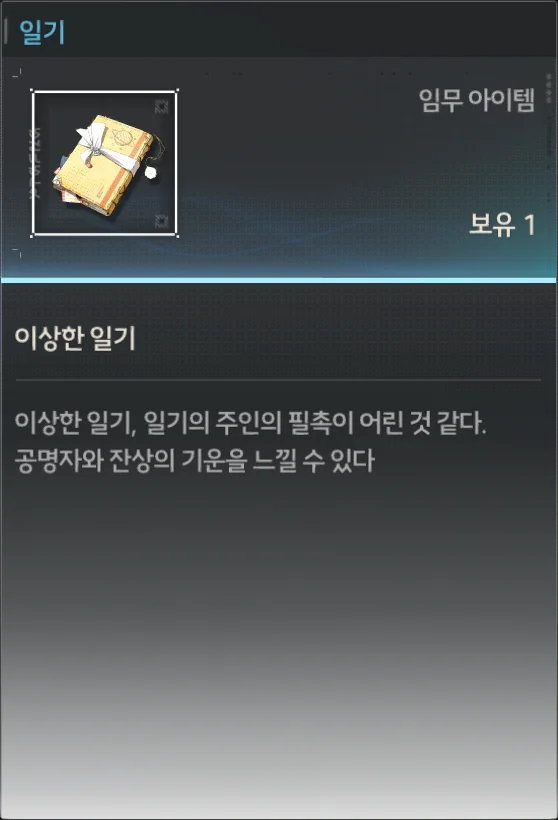 일기
임무 아이템
보유 1
이상한 일기
이상한 일기, 일기의 주인의 필촉이 어린 것 같다.
공명자와 잔상의 기운을 느낄 수 있다